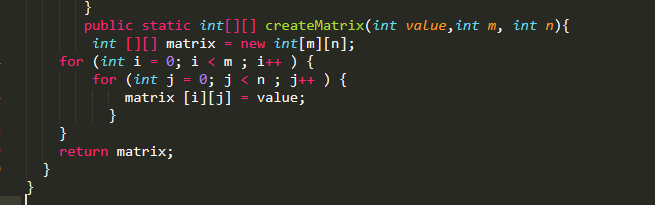 }
public static int[][] createMatrix(int value,int m, int n){
int [][] matrix = new int[m][n];
for (int i = 0; i < m ; i++ ) {
for (int j = 0; j < n ; j++ ) {
matrix [i][j] = value;
}
}
return matrix;
}
}